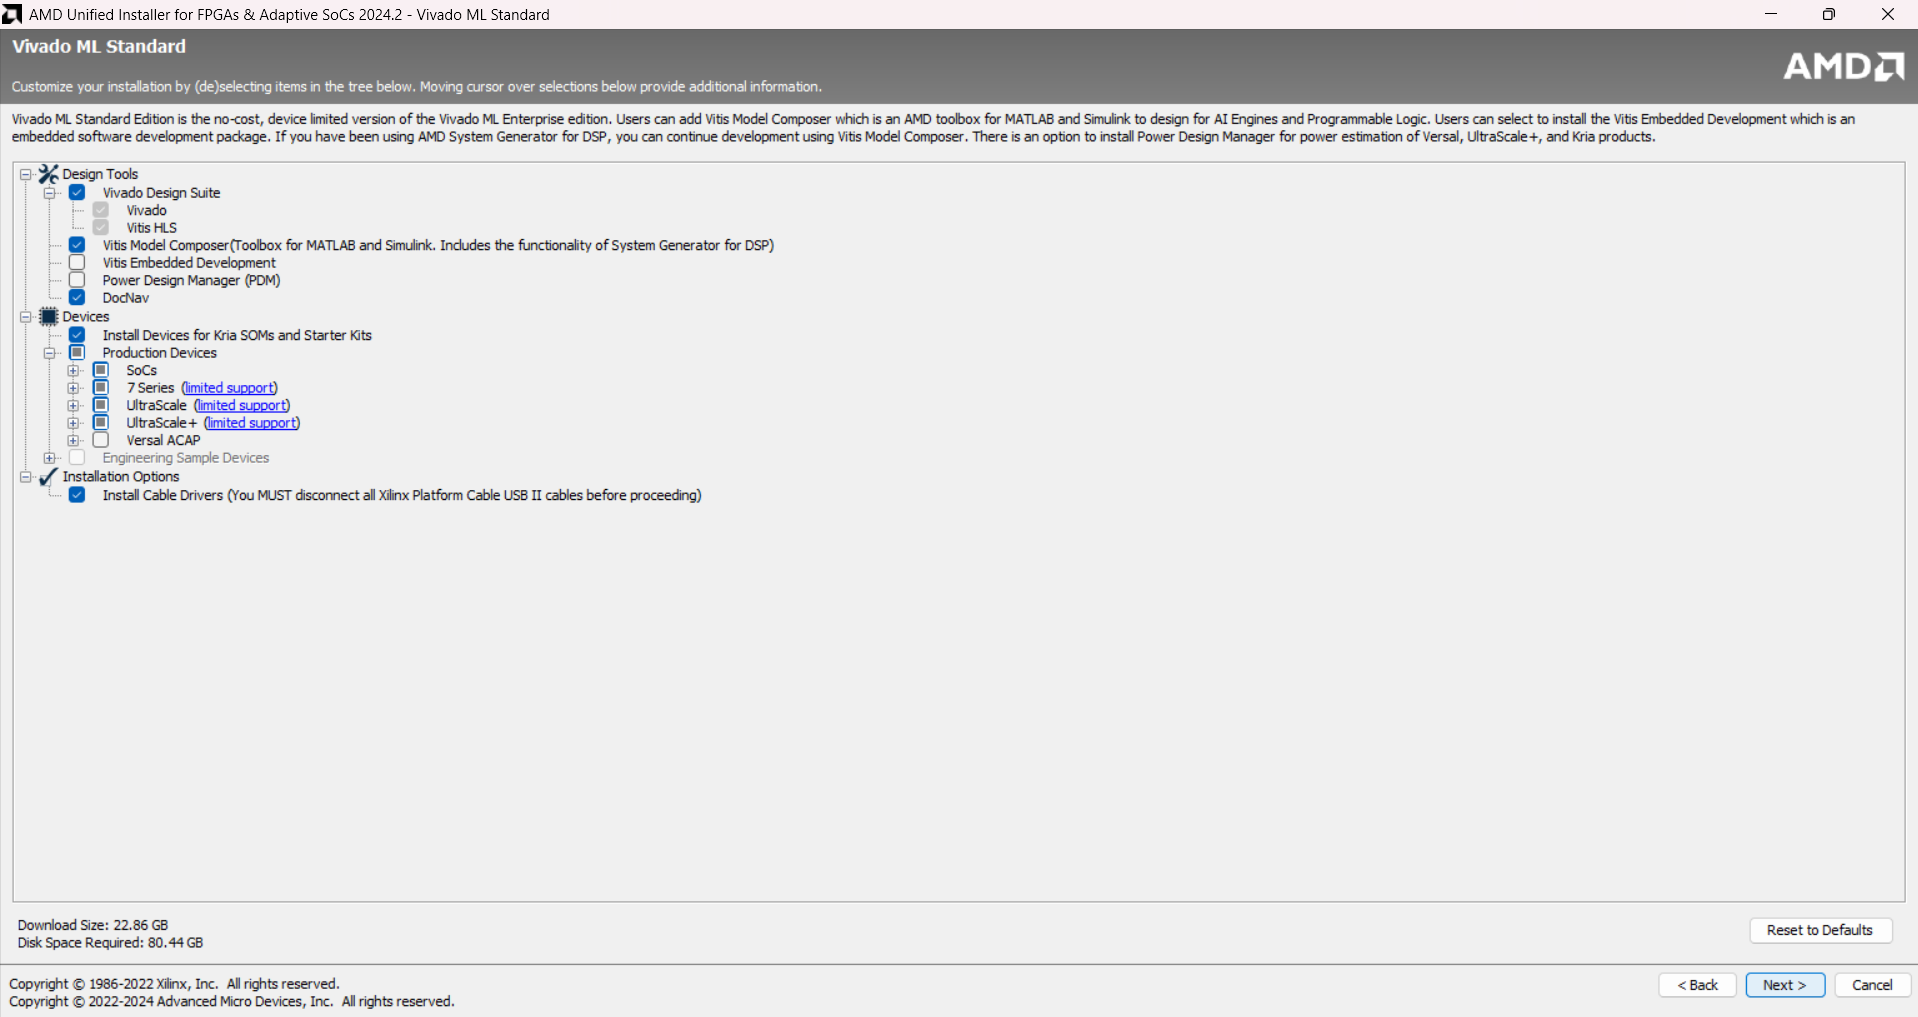 AMD Unified Installer for FPGAs & Adaptive SoCs 2024.2 - Vivado ML Standard
Vivado ML Standard
AMD
Customize your installation by (de)selecting items in the tree below. Moving cursor over selections below provide additional information.
Vivado ML Standard Edition is the no-cost, device limited version of the Vivado ML Enterprise edition. Users can add Vitis Model Composer which is an AMD toolbox for MATLAB and Simulink to design for AI Engines and Programmable Logic. Users can select to install the Vitis Embedded Development which is an
embedded software development package. If you have been using AMD System Generator for DSP, you can continue development using Vitis Model Composer. There is an option to install Power Design Manager for power estimation of Versal, UltraScale+, and Kria products.
Design Tools
Vivado Design Suite
Vivado
Vitis HLS
Vitis Model Composer(Toolbox for MATLAB and Simulink. Includes the functionality of System Generator for DSP)
Vitis Embedded Development
Power Design Manager (PDM)
DocNav
Devices
Install Devices for Kria SOMs and Starter Kits
Production Devices
SoCs
7 Series (limited support)
UltraScale (limited support)
UltraScale+ (limited support)
Versal ACAP
Engineering Sample Devices
Installation Options
Install Cable Drivers (You MUST disconnect all Xilinx Platform Cable USB II cables before proceeding)
Download Size: 22.86 GB
Disk Space Required: 80.44 GB
Reset to Defaults
Copyright © 1986-2022 Xilinx, Inc. All rights reserved.
Copyright © 2022-2024 Advanced Micro Devices, Inc. All rights reserved.
< Back
Next >
Cancel